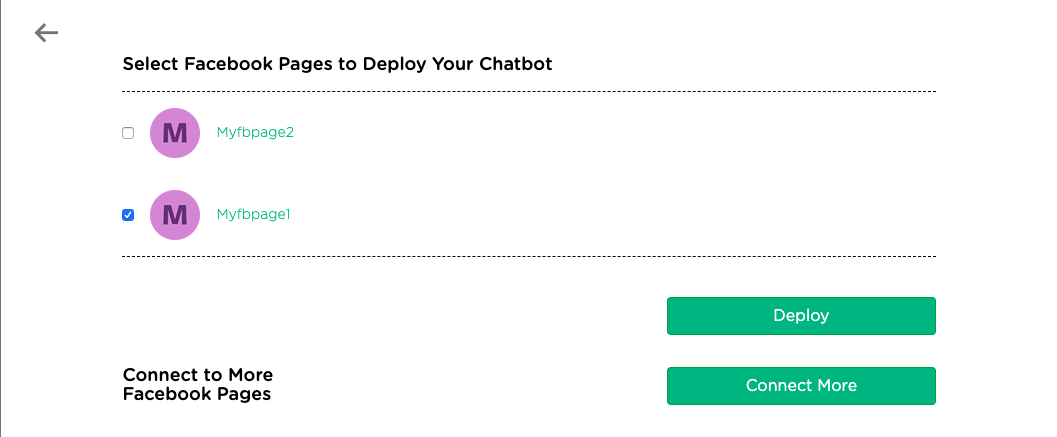 Select Facebook Pages to Deploy Your Chatbot
M Myfbpage2
M Myfbpage1
Deploy
Connect to More
Facebook Pages
Connect More